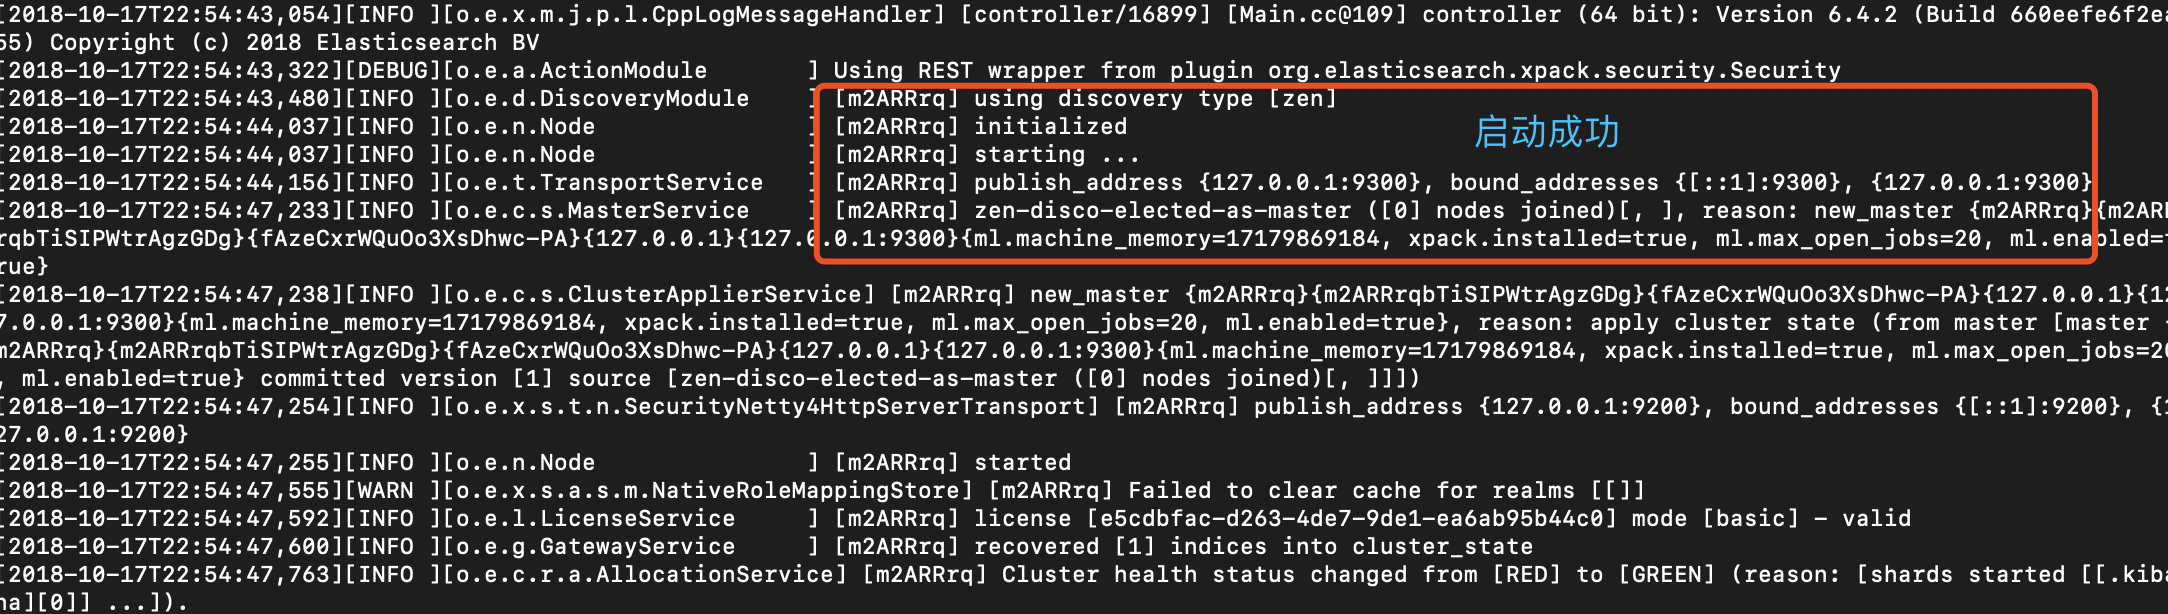 [2018-10-17T22:54:43,054][INFO ][o.e.x.m.j.p.l.CppLogMessageHandler] [controller/16899] [Main.cc@109] controller (64 bit): Version 6.4.2 (Build 660eefe6f2ea
55) Copyright (c) 2018 Elasticsearch BV
[2018-10-17T22:54:43,322][DEBUG][o.e.a.ActionModule       ] Using REST wrapper from plugin org.elasticsearch.xpack.security.Security
[2018-10-17T22:54:43,480][INFO ][o.e.d.DiscoveryModule    ] [m2ARRrq] using discovery type [zen]
[2018-10-17T22:54:44,037][INFO ][o.e.n.Node               ] [m2ARRrq] initialized
启动成功
[2018-10-17T22:54:44,037][INFO ][o.e.n.Node               ] [m2ARRrq] starting ...
[2018-10-17T22:54:44,156][INFO ][o.e.t.TransportService   ] [m2ARRrq] publish_address {127.0.0.1:9300}, bound_addresses {[::1]:9300}, {127.0.0.1:9300}
[2018-10-17T22:54:47,233][INFO ][o.e.c.s.MasterService    ] [m2ARRrq] zen-disco-elected-as-master ([0] nodes joined)[, ], reason: new_master {m2ARRrq}{m2AR
rqbTiSIPWtrAgzGDg}{fAzeCxrWQuOo3XsDhwc-PA}{127.0.0.1}{127.0.0.1:9300}{ml.machine_memory=17179869184, xpack.installed=true, ml.max_open_jobs=20, ml.enabled=t
rue}
[2018-10-17T22:54:47,238][INFO ][o.e.c.s.ClusterApplierService] [m2ARRrq] new_master {m2ARRrq}{m2ARRrqbTiSIPWtrAgzGDg}{fAzeCxrWQuOo3XsDhwc-PA}{127.0.0.1}{12
7.0.0.1:9300}{ml.machine_memory=17179869184, xpack.installed=true, ml.max_open_jobs=20, ml.enabled=true}, reason: apply cluster state (from master [master {
m2ARRrq}{m2ARRrqbTiSIPWtrAgzGDg}{fAzeCxrWQuOo3XsDhwc-PA}{127.0.0.1}{127.0.0.1:9300}{ml.machine_memory=17179869184, xpack.installed=true, ml.max_open_jobs=20
, ml.enabled=true} committed version [1] source [zen-disco-elected-as-master ([0] nodes joined)[, ]]])
[2018-10-17T22:54:47,254][INFO ][o.e.x.s.t.n.SecurityNetty4HttpServerTransport] [m2ARRrq] publish_address {127.0.0.1:9200}, bound_addresses {[::1]:9200}, {1
27.0.0.1:9200}
[2018-10-17T22:54:47,255][INFO ][o.e.n.Node               ] [m2ARRrq] started
[2018-10-17T22:54:47,555][WARN ][o.e.x.s.a.s.m.NativeRoleMappingStore] [m2ARRrq] Failed to clear cache for realms [[]]
[2018-10-17T22:54:47,592][INFO ][o.e.l.LicenseService     ] [m2ARRrq] license [e5cdbfac-d263-4de7-9de1-ea6ab95b44c0] mode [basic] - valid
[2018-10-17T22:54:47,600][INFO ][o.e.g.GatewayService     ] [m2ARRrq] recovered [1] indices into cluster_state
[2018-10-17T22:54:47,763][INFO ][o.e.c.r.a.AllocationService] [m2ARRrq] Cluster health status changed from [RED] to [GREEN] (reason: [shards started [[.kiba
na][0]] ...]).